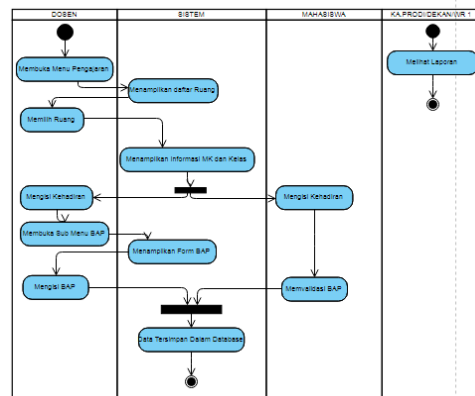 DOSEN
SISTEM
MAHASISWA
KA.PRODI/DEKAN/WR 1
Membuka Menu Pengajaran
Melihat Laporan
Menampilkan daftar Ruang
Memilih Ruang
Menampilkan Informasi MK dan Kelas
Mengisi Kehadiran
Mengisi Kehadiran
Membuka Sub Menu BAP
Menampilkan Form BAP
Mengisi BAP
Memvalidasi BAP
Data Tersimpan Dalam Database